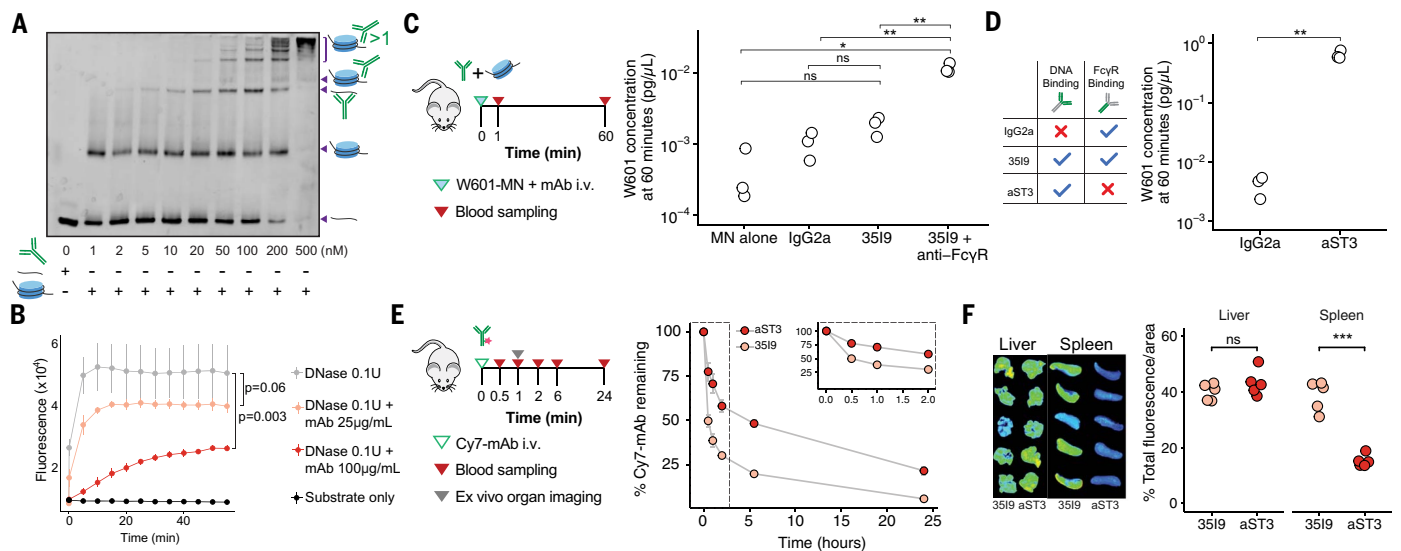 A
>1
0 1 2 5 10 20 50 100 200 500 (nM)
+ - - - - - - - - -
- + + + + + + + + +
B
Fluorescence (x10⁴)
6
4
2
0 20 40
Time (min)
p=0.06
p=0.003
DNase 0.1U
DNase 0.1U +
mAb 25µg/mL
DNase 0.1U +
mAb 100µg/mL
Substrate only
C
+
0 1 60
Time (min)
W601-MN + mAb i.v.
Blood sampling
W601 concentration
at 60 minutes (pg/µL)
10⁻²
10⁻³
10⁻⁴
**
**
*
ns
ns
MN alone IgG2a 35I9 35I9 +
anti–FcγR
D
DNA
Binding
FcγR
Binding
IgG2a
35I9
aST3
W601 concentration
at 60 minutes (pg/µL)
10⁰
10⁻¹
10⁻²
10⁻³
**
IgG2a aST3
E
0 0.5 1 2 6 24
Time (min)
Cy7-mAb i.v.
Blood sampling
Ex vivo organ imaging
% Cy7-mAb remaining
100
75
50
25
0 5 10 15 20 25
Time (hours)
aST3
35I9
100
75
50
25
0.0 0.5 1.0 1.5 2.0
F
Liver Spleen
35I9 aST3 35I9 aST3
% Total fluorescence/area
60
40
20
0
Liver Spleen
ns ***
35I9 aST3 35I9 aST3